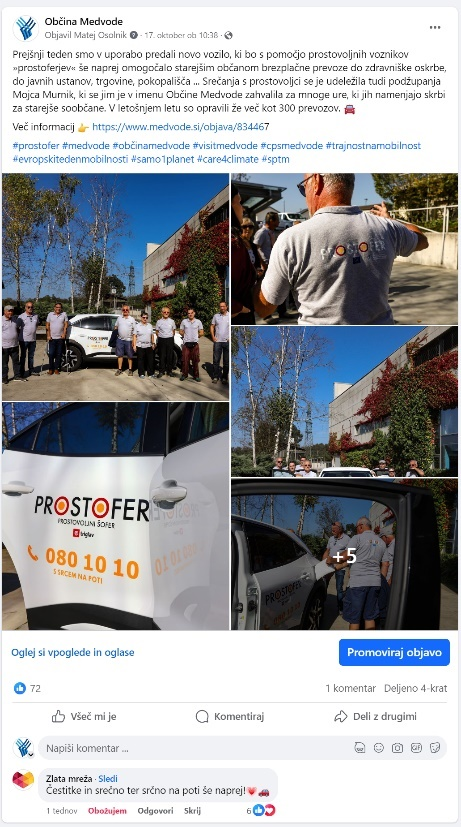 Občina Medvode
Objavil Matej Osolnik · 17. oktober ob 10:38 ·
Prejšnji teden smo v uporabo predali novo vozilo, ki bo s pomočjo prostovoljnih voznikov
»prostoferjev« še naprej omogočalo starejšim občanom brezplačne prevoze do zdravniške oskrbe,
do javnih ustanov, trgovine, pokopališča ... Srečanja s prostovoljci se je udeležila tudi podžupanja
Mojca Murnik, ki se jim je v imenu Občine Medvode zahvalila za mnoge ure, ki jih namenjajo skrbi
za starejše soobčane. V letošnjem letu so opravili že več kot 300 prevozov. 🚘
Več informacij 👉 https://www.medvode.si/objava/834467
#prostofer #medvode #občinamedvode #visitmedvode #cpsmedvode #trajnostnamobilnost
#evropskitedenmobilnosti #samo1planet #care4climate #sptm
PROSTOFER
PROSTOFER
PROSTOFER
PROSTOVOLJNI ŠOFER
triglav
080 10 10
S SRCEM NA POTI
PROSTOFER
+5
Oglej si vpoglede in oglase
Promoviraj objavo
72
1 komentar Deljeno 4-krat
Všeč mi je
Komentiraj
Deli z drugimi
Napiši komentar ...
GIF
Zlata mreža · Sledi
Čestitke in srečno ter srčno na poti še naprej!💗🚗
1 tednov Obožujem Odgovori Skrij 6